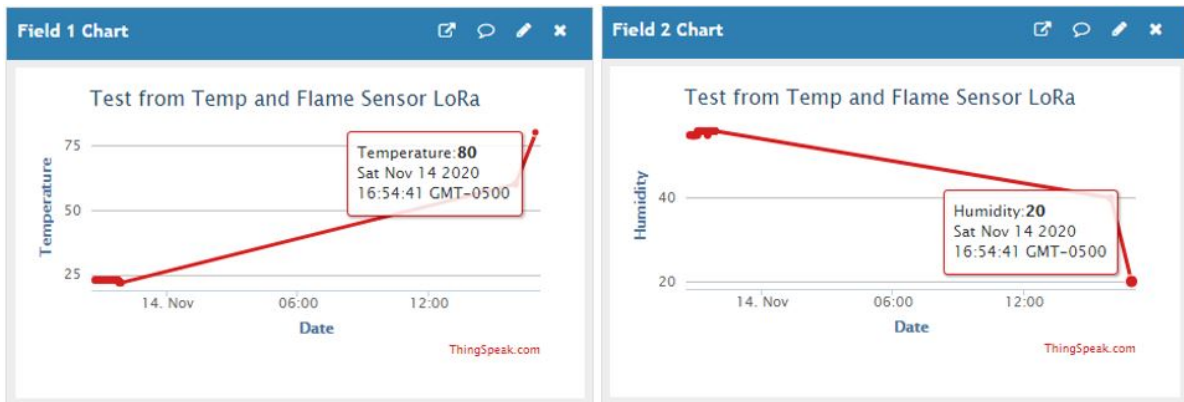 Field 1 Chart
Test from Temp and Flame Sensor LoRa
75
50
25
Temperature
Temperature:80
Sat Nov 14 2020
16:54:41 GMT-0500
14. Nov
06:00
12:00
Date
ThingSpeak.com
Field 2 Chart
Test from Temp and Flame Sensor LoRa
40
20
Humidity
Humidity:20
Sat Nov 14 2020
16:54:41 GMT-0500
14. Nov
06:00
12:00
Date
ThingSpeak.com